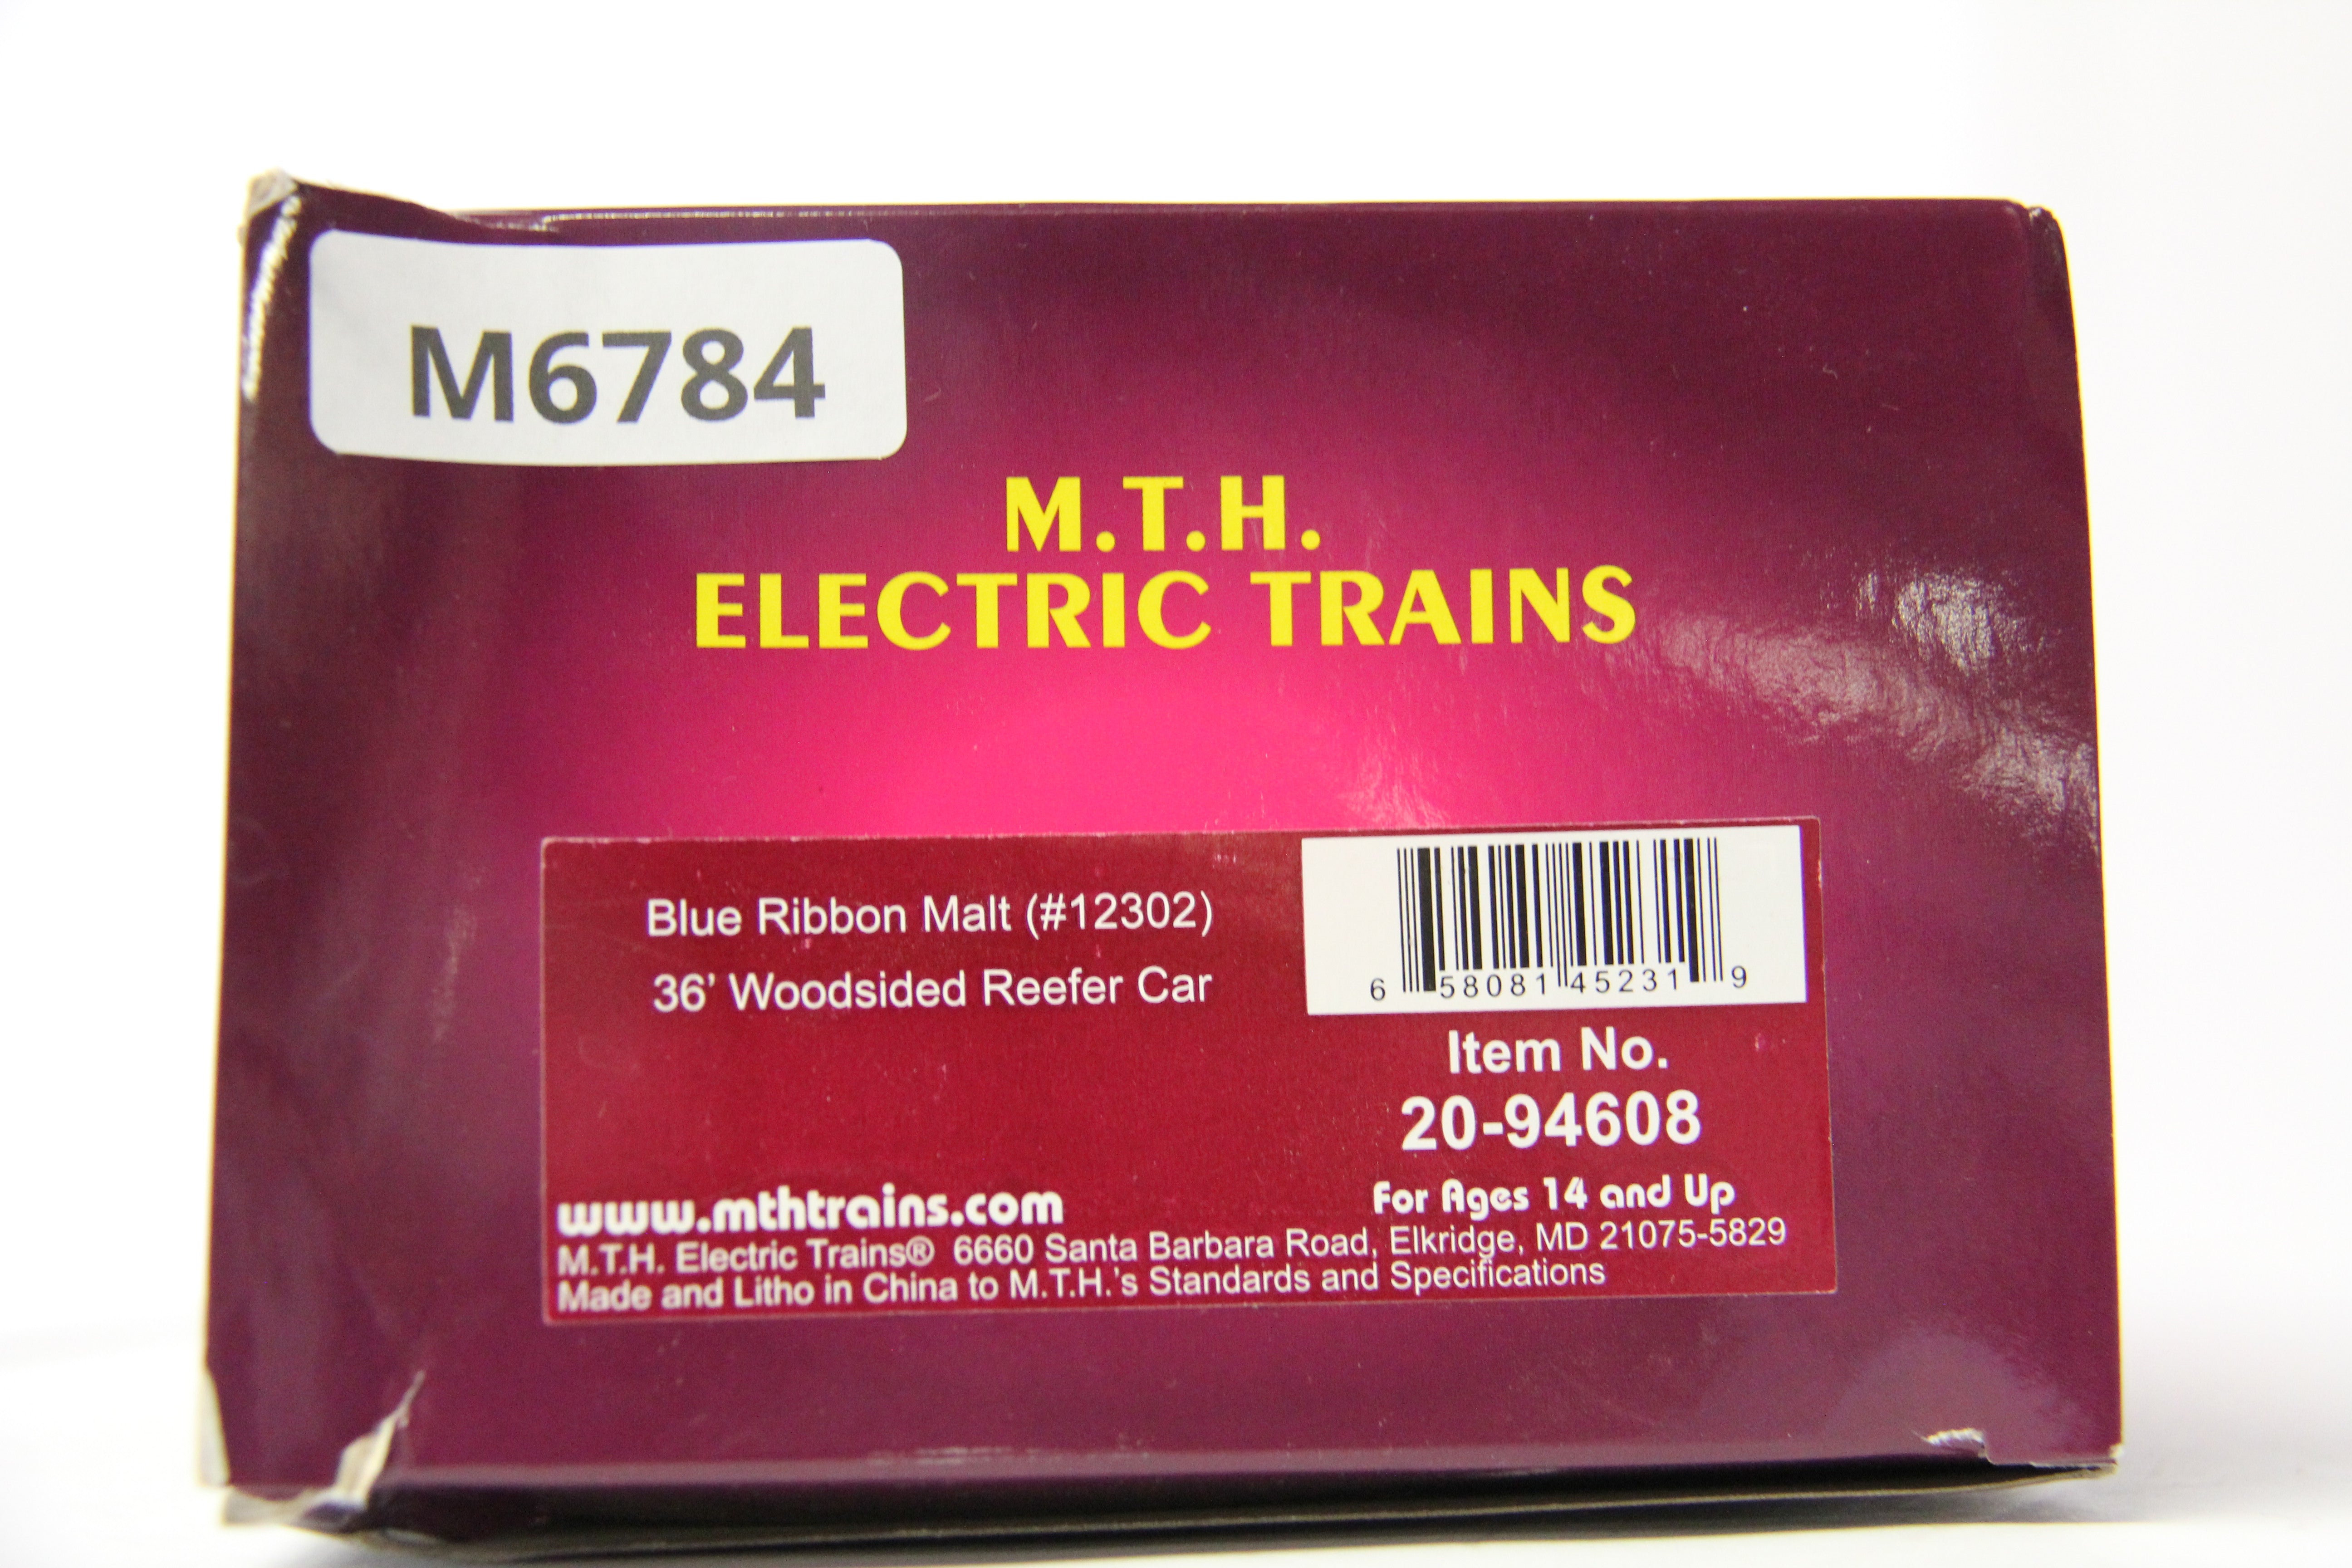 M6784
M.T.H.
ELECTRIC TRAINS
Blue Ribbon Malt (#12302)
36' Woodsided Reefer Car
6 58081 45231 9
Item No.
20-94608
For Ages 14 and Up
www.mthtrains.com
M.T.H. Electric Trains® 6660 Santa Barbara Road, Elkridge, MD 21075-5829
Made and Litho in China to M.T.H.'s Standards and Specifications